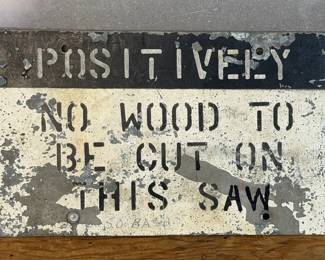 POSITIVELY
NO WOOD TO
BE CUT ON
THIS SAW